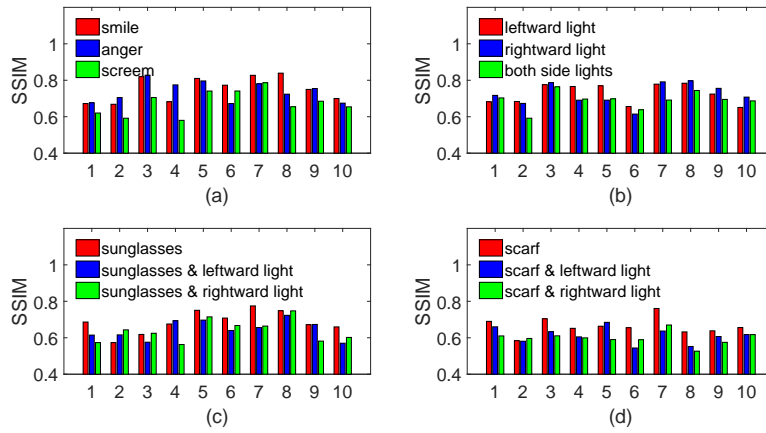 smile
anger
screem
SSIM
1
0.8
0.6
0.4
1 2 3 4 5 6 7 8 9 10
(a)
leftward light
rightward light
both side lights
SSIM
1
0.8
0.6
0.4
1 2 3 4 5 6 7 8 9 10
(b)
sunglasses
sunglasses & leftward light
sunglasses & rightward light
SSIM
1
0.8
0.6
0.4
1 2 3 4 5 6 7 8 9 10
(c)
scarf
scarf & leftward light
scarf & rightward light
SSIM
1
0.8
0.6
0.4
1 2 3 4 5 6 7 8 9 10
(d)